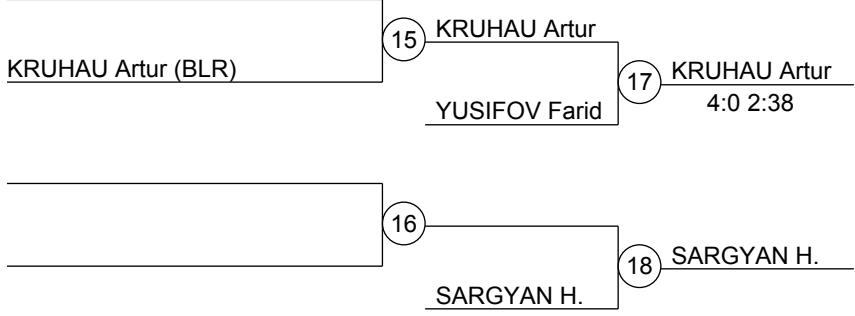 15
KRUHAU Artur
KRUHAU Artur (BLR)
17
KRUHAU Artur
4:0 2:38
YUSIFOV Farid
16
18
SARGYAN H.
SARGYAN H.